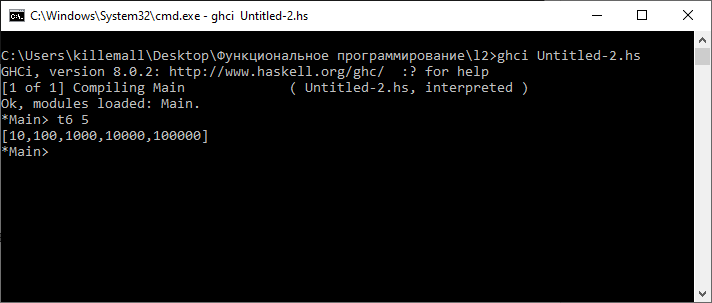 C:\Windows\System32\cmd.exe - ghci Untitled-2.hs
C:\Users\killemall\Desktop\Функциональное программирование\l2>ghci Untitled-2.hs
GHCi, version 8.0.2: http://www.haskell.org/ghc/  :? for help
[1 of 1] Compiling Main             ( Untitled-2.hs, interpreted )
Ok, modules loaded: Main.
*Main> t6 5
[10,100,1000,10000,100000]
*Main>